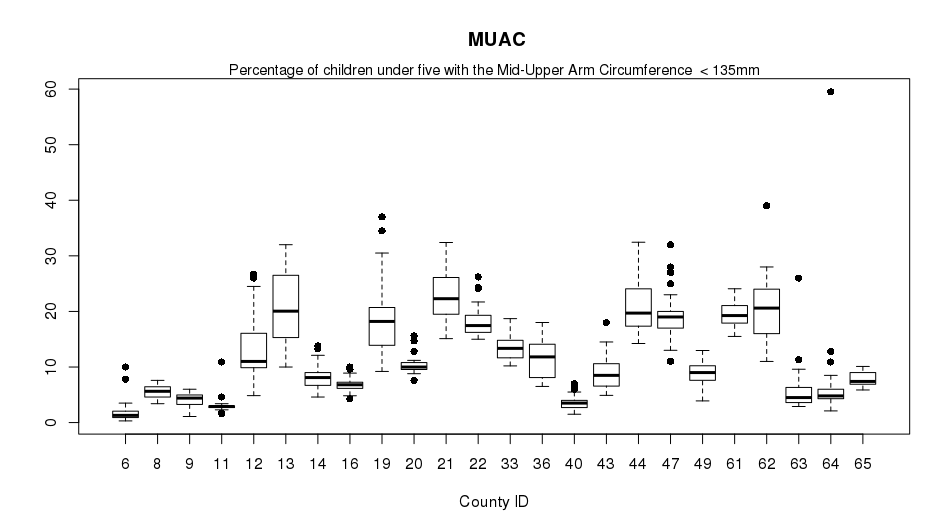 MUAC
Percentage of children under five with the Mid-Upper Arm Circumference < 135mm
60
50
40
30
20
10
0
6 8 9 11 12 13 14 16 19 20 21 22 33 36 40 43 44 47 49 61 62 63 64 65
County ID